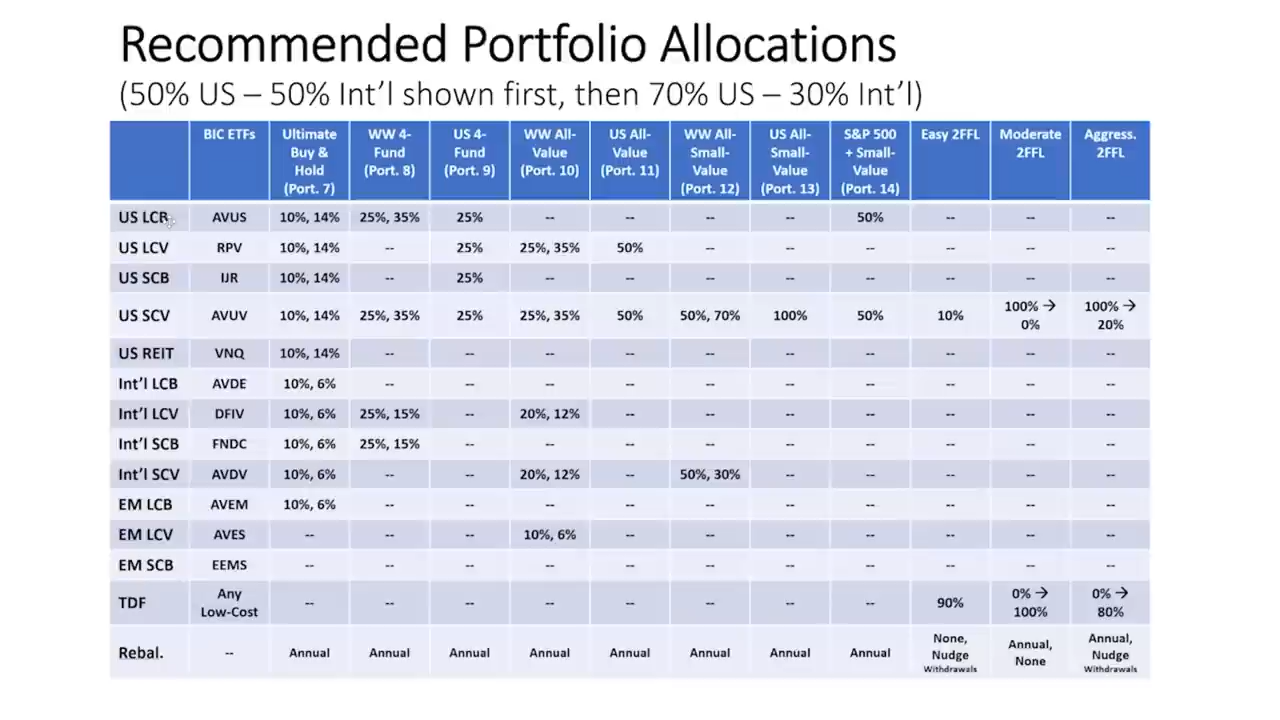 Recommended Portfolio Allocations
(50% US – 50% Int’l shown first, then 70% US – 30% Int’l)
BIC ETFs | Ultimate Buy & Hold (Port. 7) | WW 4-Fund (Port. 8) | US 4-Fund (Port. 9) | WW All-Value (Port. 10) | US All-Value (Port. 11) | WW All-Small-Value (Port. 12) | US All-Small-Value (Port. 13) | S&P 500 + Small-Value (Port. 14) | Easy 2FFL | Moderate 2FFL | Aggress. 2FFL
US LCB | AVUS | 10%, 14% | 25%, 35% | 25% | -- | -- | -- | -- | 50% | -- | -- | --
US LCV | RPV | 10%, 14% | -- | 25% | 25%, 35% | 50% | -- | -- | -- | -- | -- | --
US SCB | IJR | 10%, 14% | -- | 25% | -- | -- | -- | -- | -- | -- | -- | --
US SCV | AVUV | 10%, 14% | 25%, 35% | 25% | 25%, 35% | 50% | 50%, 70% | 100% | 50% | 10% | 100% → 0% | 100% → 20%
US REIT | VNQ | 10%, 14% | -- | -- | -- | -- | -- | -- | -- | -- | -- | --
Int’l LCB | AVDE | 10%, 6% | -- | -- | -- | -- | -- | -- | -- | -- | -- | --
Int’l LCV | DFIV | 10%, 6% | 25%, 15% | -- | 20%, 12% | -- | -- | -- | -- | -- | -- | --
Int’l SCB | FNDC | 10%, 6% | 25%, 15% | -- | -- | -- | -- | -- | -- | -- | -- | --
Int’l SCV | AVDV | 10%, 6% | -- | -- | 20%, 12% | -- | 50%, 30% | -- | -- | -- | -- | --
EM LCB | AVEM | 10%, 6% | -- | -- | -- | -- | -- | -- | -- | -- | -- | --
EM LCV | AVES | -- | -- | -- | 10%, 6% | -- | -- | -- | -- | -- | -- | --
EM SCB | EEMS | -- | -- | -- | -- | -- | -- | -- | -- | -- | -- | --
TDF | Any Low-Cost | -- | -- | -- | -- | -- | -- | -- | -- | 90% | 0% → 100% | 0% → 80%
Rebal. | -- | Annual | Annual | Annual | Annual | Annual | Annual | Annual | Annual | None, Nudge Withdrawals | Annual, None | Annual, Nudge Withdrawals